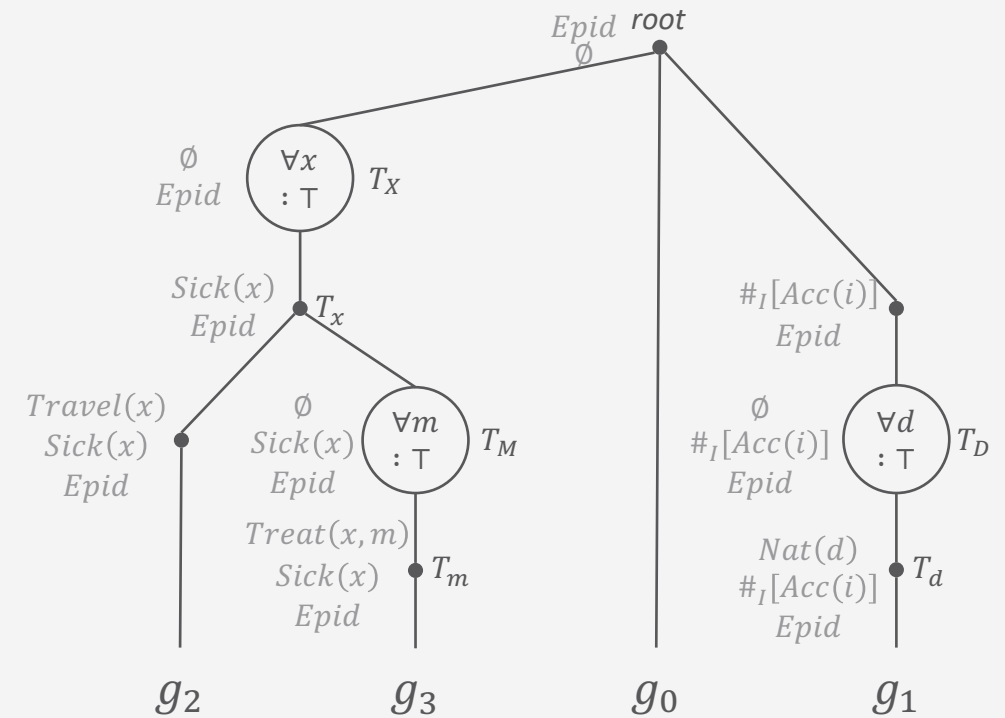 Epid root
∅
∅
Epid
∀x
: ⊤
T_X
Sick(x)
Epid
T_x
#_I[Acc(i)]
Epid
Travel(x)
Sick(x)
Epid
∅
Sick(x)
Epid
∀m
: ⊤
T_M
∅
#_I[Acc(i)]
Epid
∀d
: ⊤
T_D
Treat(x, m)
Sick(x)
Epid
T_m
Nat(d)
#_I[Acc(i)]
Epid
T_d
g_2 g_3 g_0 g_1